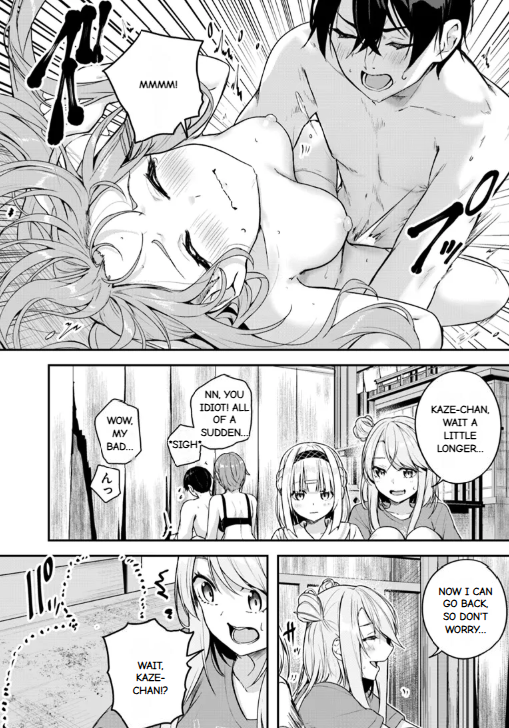 MMMM!
KAZE-CHAN,
WAIT A
LITTLE
LONGER...
NN, YOU
IDIOT! ALL
OF A
SUDDEN...
*SIGH*
WOW,
MY
BAD...
んっ
NOW I CAN
GO BACK,
SO DON'T
WORRY...
WAIT,
KAZE-
CHAN!?